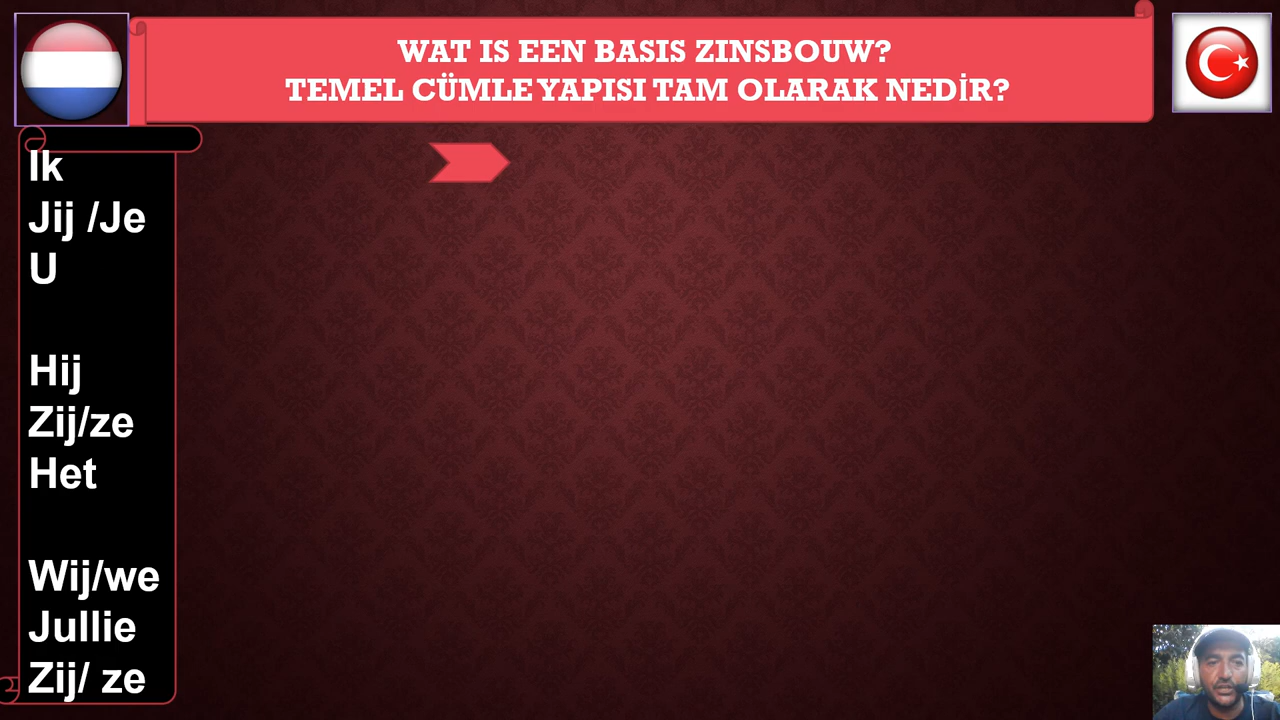 WAT IS EEN BASIS ZINSBOUW?
TEMEL CÜMLE YAPISI TAM OLARAK NEDİR?
Ik
Jij /Je
U
Hij
Zij/ze
Het
Wij/we
Jullie
Zij/ ze